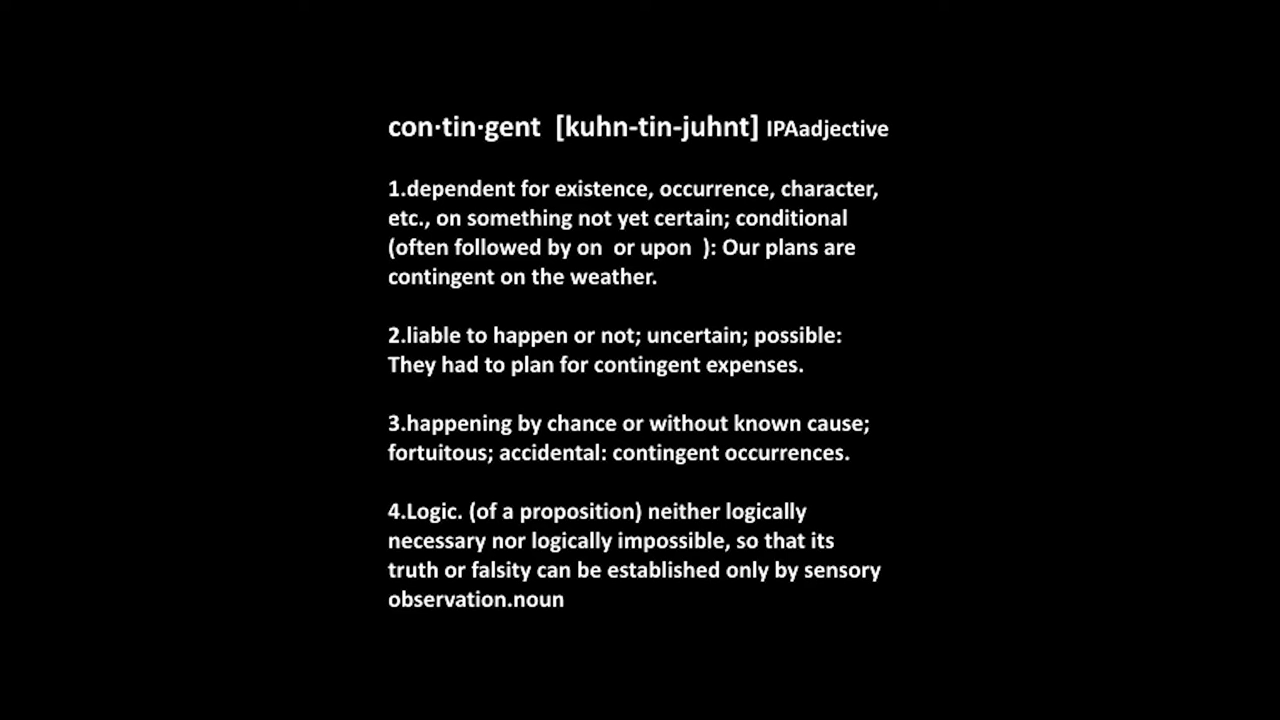 con·tin·gent  [kuhn-tin-juhnt] IPAadjective
1.dependent for existence, occurrence, character,
etc., on something not yet certain; conditional
(often followed by on  or upon  ): Our plans are
contingent on the weather.
2.liable to happen or not; uncertain; possible:
They had to plan for contingent expenses.
3.happening by chance or without known cause;
fortuitous; accidental: contingent occurrences.
4.Logic. (of a proposition) neither logically
necessary nor logically impossible, so that its
truth or falsity can be established only by sensory
observation.noun